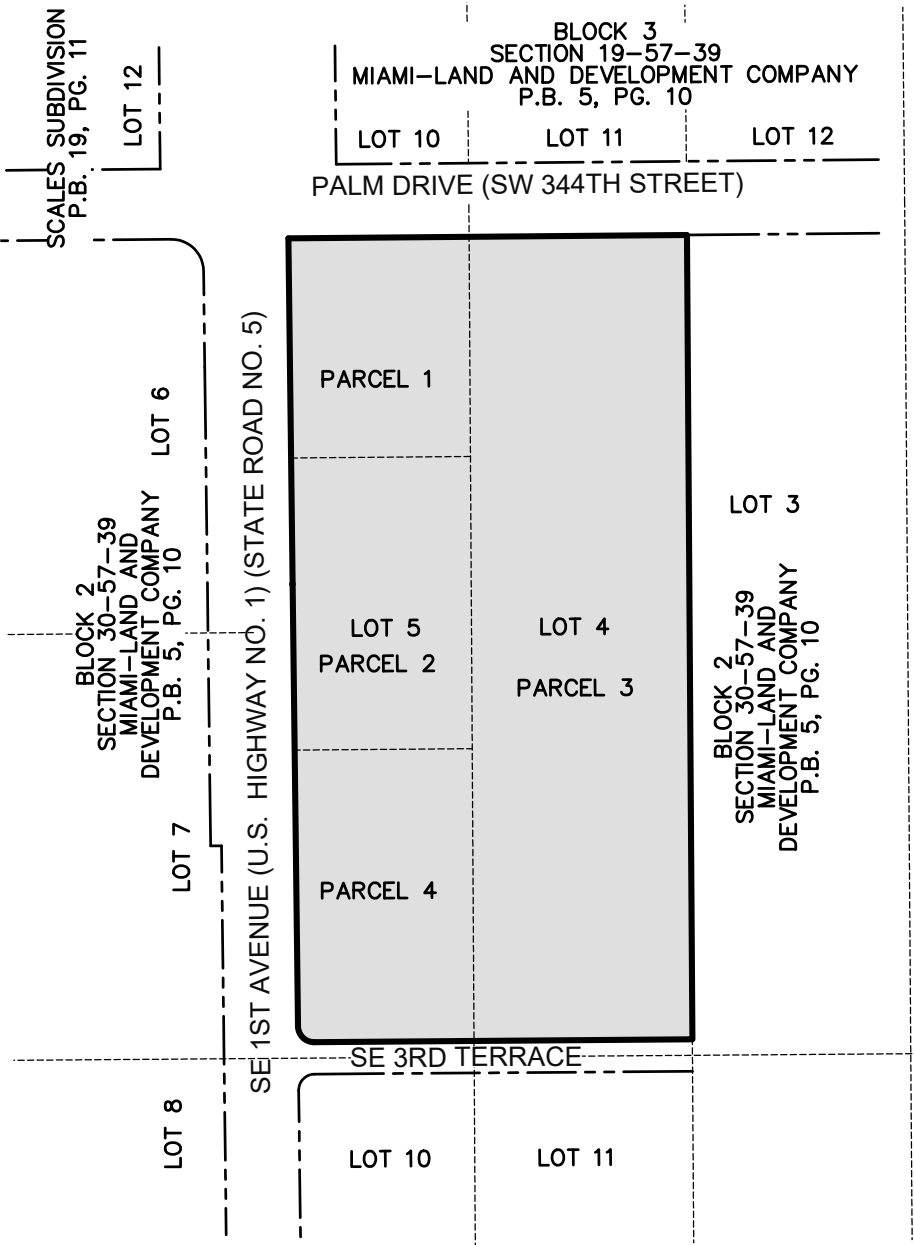 SCALES SUBDIVISION
P.B. 19, PG. 11
LOT 12
BLOCK 3
SECTION 19-57-39
MIAMI-LAND AND DEVELOPMENT COMPANY
P.B. 5, PG. 10
LOT 10
LOT 11
LOT 12
PALM DRIVE (SW 344TH STREET)
SE 1ST AVENUE (U.S. HIGHWAY NO. 1) (STATE ROAD NO. 5)
PARCEL 1
LOT 6
LOT 3
BLOCK 2
SECTION 30-57-39
MIAMI-LAND AND
DEVELOPMENT COMPANY
P.B. 5, PG. 10
LOT 5
PARCEL 2
LOT 4
PARCEL 3
BLOCK 2
SECTION 30-57-39
MIAMI-LAND AND
DEVELOPMENT COMPANY
P.B. 5, PG. 10
LOT 7
PARCEL 4
SE 3RD TERRACE
LOT 8
LOT 10
LOT 11